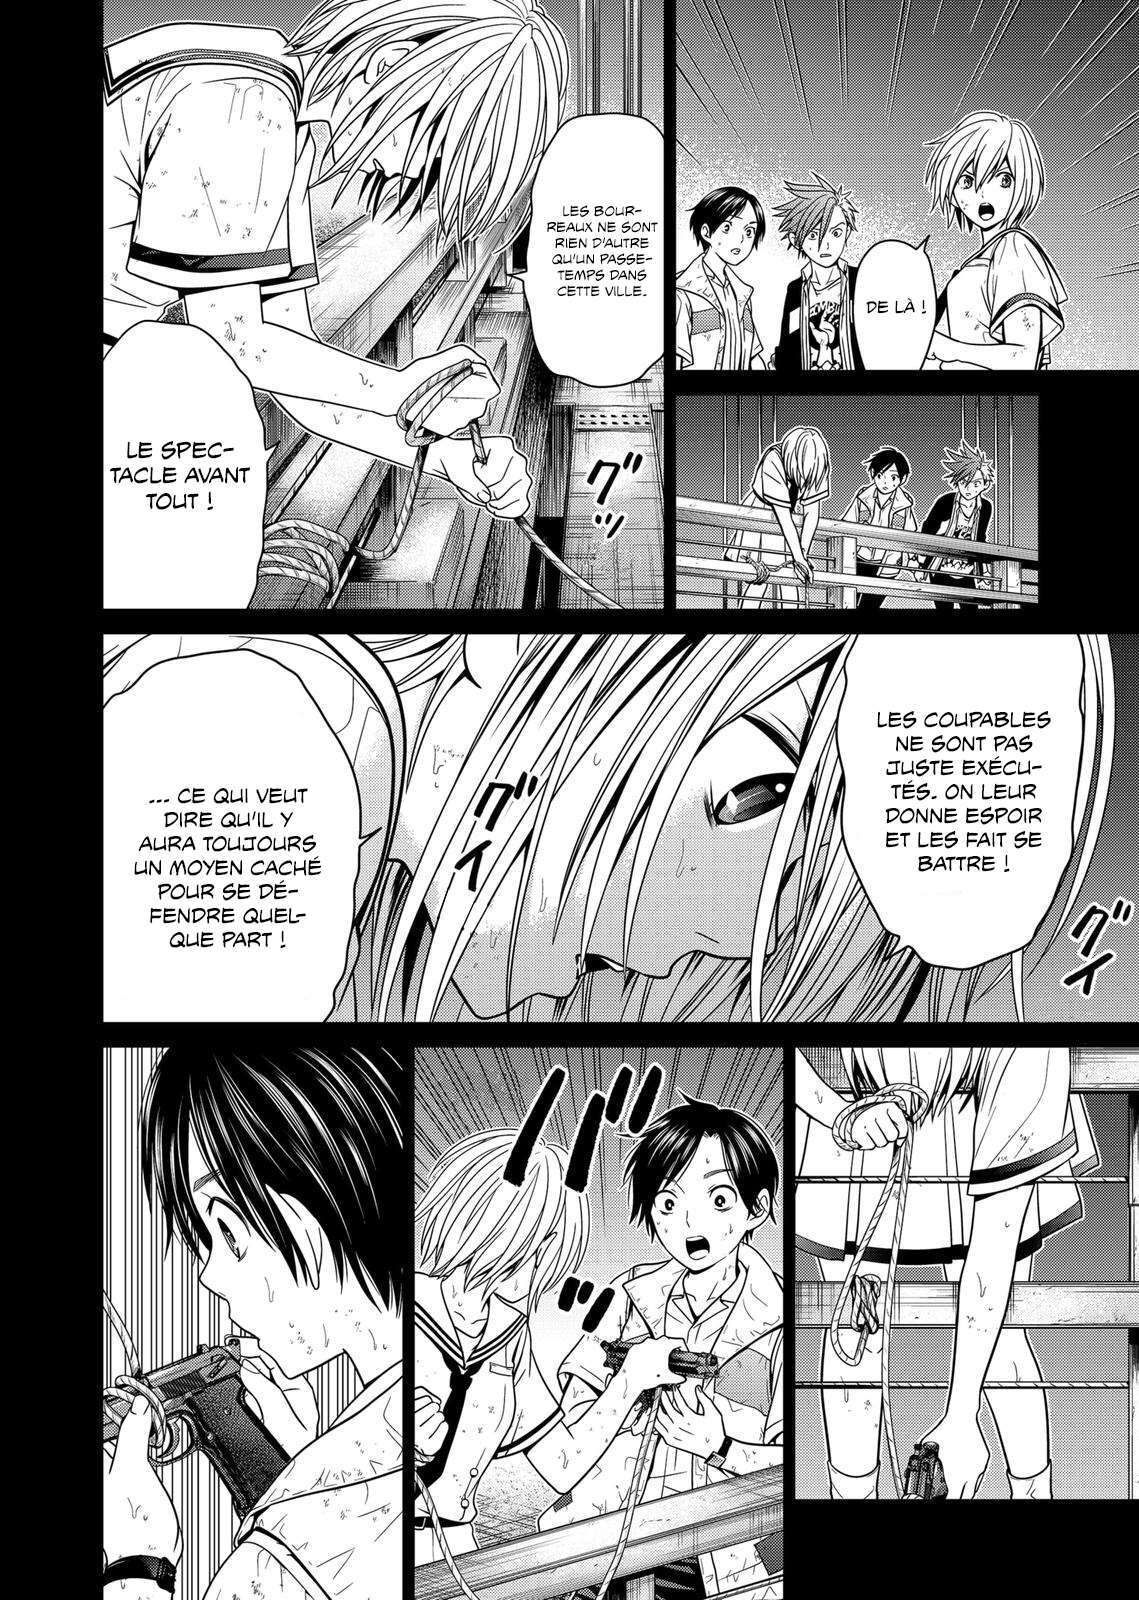 DE LÀ !
LES BOUR-
REAUX NE SONT
RIEN D'AUTRE
QU'UN PASSE-
TEMPS DANS
CETTE VILLE.
LE SPEC-
TACLE AVANT
TOUT !
グッ
LES COUPABLES
NE SONT PAS
JUSTE EXÉCU-
TÉS. ON LEUR
DONNE ESPOIR
ET LES FAIT SE
BATTRE !
グイ
グイ
... CE QUI VEUT
DIRE QU'IL Y
AURA TOUJOURS
UN MOYEN CACHÉ
POUR SE DÉ-
FENDRE QUEL-
QUE PART !
バッ